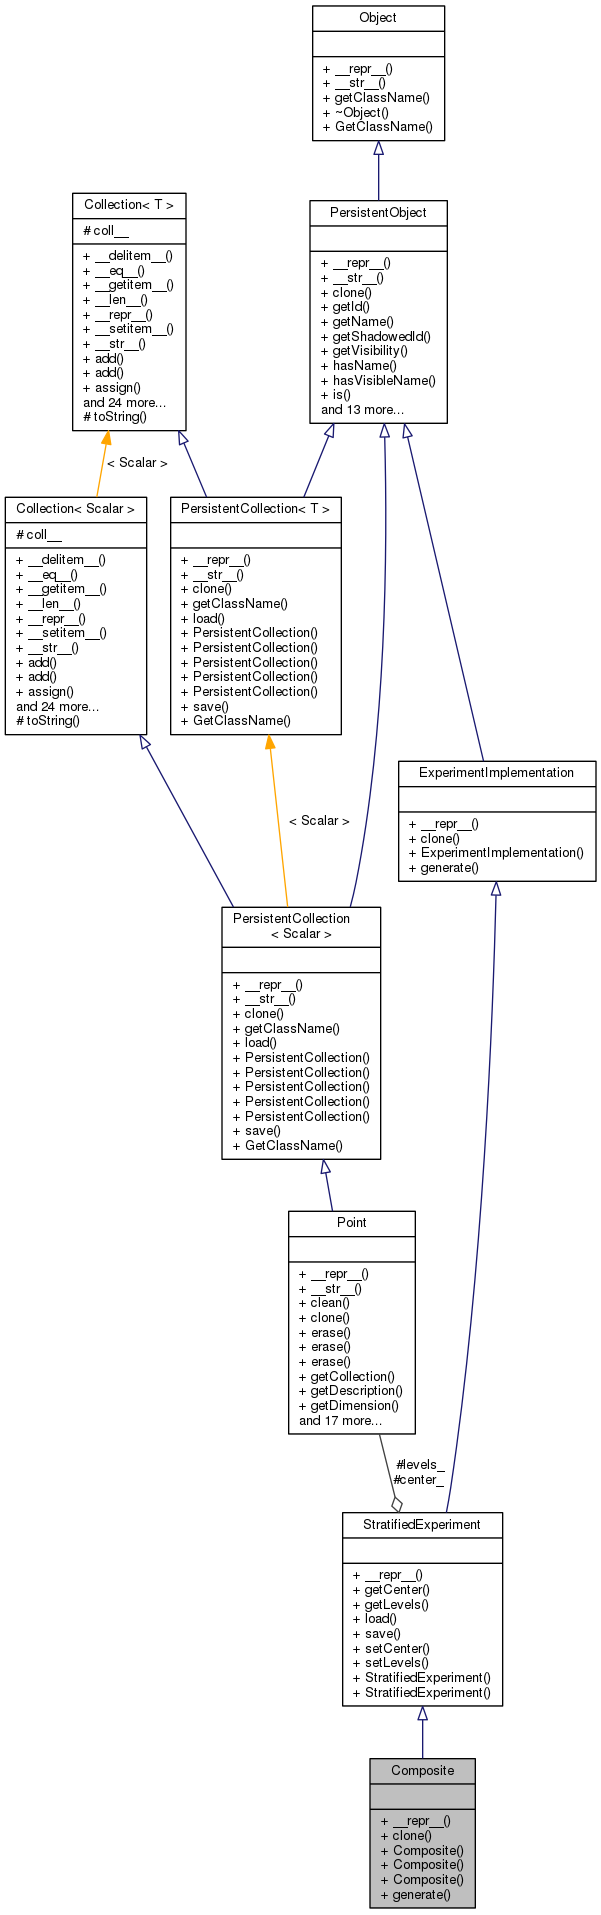 Object
+ __repr__()
+ __str__()
+ getClassName()
+ ~Object()
+ GetClassName()
Collection< T >
# coll__
+ __delitem__()
+ __eq__()
+ __getitem__()
+ __len__()
+ __repr__()
+ __setitem__()
+ __str__()
+ add()
+ add()
+ assign()
and 24 more...
# toString()
PersistentObject
+ __repr__()
+ __str__()
+ clone()
+ getId()
+ getName()
+ getShadowedId()
+ getVisibility()
+ hasName()
+ hasVisibleName()
+ is()
and 13 more...
< Scalar >
Collection< Scalar >
# coll__
+ __delitem__()
+ __eq__()
+ __getitem__()
+ __len__()
+ __repr__()
+ __setitem__()
+ __str__()
+ add()
+ add()
+ assign()
and 24 more...
# toString()
PersistentCollection< T >
+ __repr__()
+ __str__()
+ clone()
+ getClassName()
+ load()
+ PersistentCollection()
+ PersistentCollection()
+ PersistentCollection()
+ PersistentCollection()
+ PersistentCollection()
+ save()
+ GetClassName()
ExperimentImplementation
+ __repr__()
+ clone()
+ ExperimentImplementation()
+ generate()
< Scalar >
PersistentCollection
< Scalar >
+ __repr__()
+ __str__()
+ clone()
+ getClassName()
+ load()
+ PersistentCollection()
+ PersistentCollection()
+ PersistentCollection()
+ PersistentCollection()
+ PersistentCollection()
+ save()
+ GetClassName()
Point
+ __repr__()
+ __str__()
+ clean()
+ clone()
+ erase()
+ erase()
+ erase()
+ getCollection()
+ getDescription()
+ getDimension()
and 17 more...
#levels_
#center_
StratifiedExperiment
+ __repr__()
+ getCenter()
+ getLevels()
+ load()
+ save()
+ setCenter()
+ setLevels()
+ StratifiedExperiment()
+ StratifiedExperiment()
Composite
+ __repr__()
+ clone()
+ Composite()
+ Composite()
+ Composite()
+ generate()